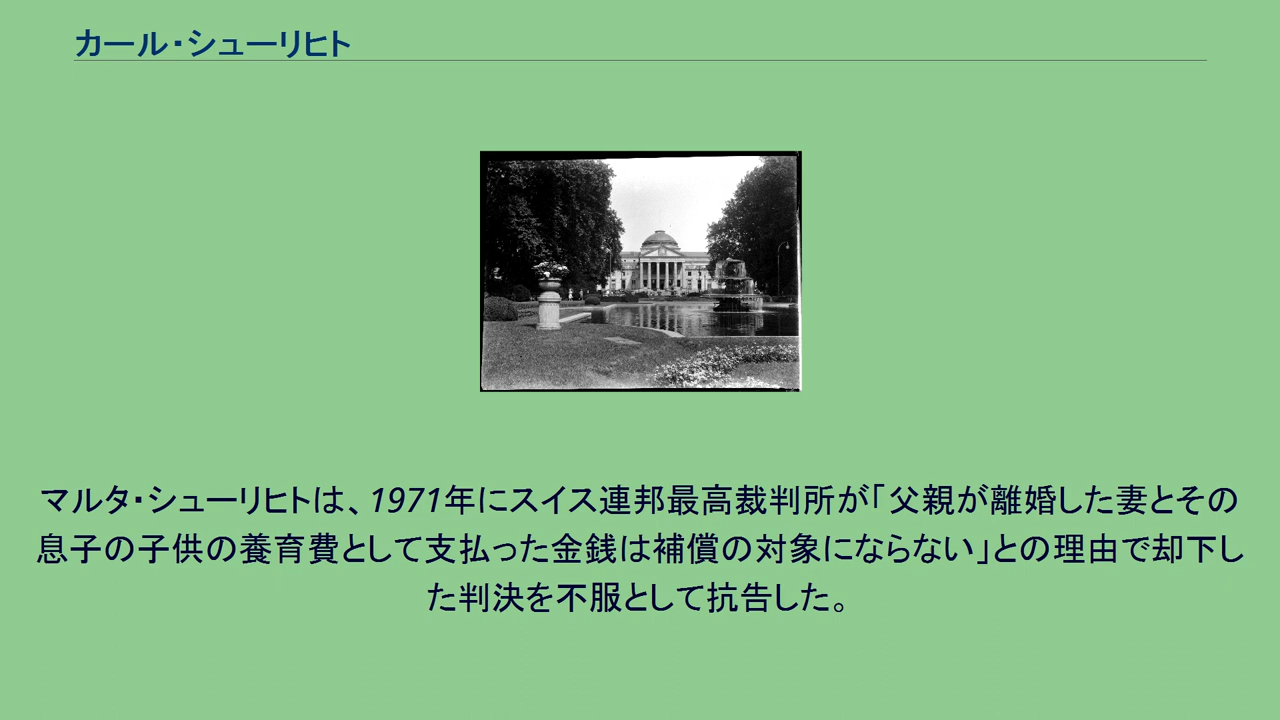 カール・シューリヒト
マルタ・シューリヒトは、1971年にスイス連邦最高裁判所が「父親が離婚した妻とその
息子の子供の養育費として支払った金銭は補償の対象にならない」との理由で却下し
た判決を不服として抗告した。